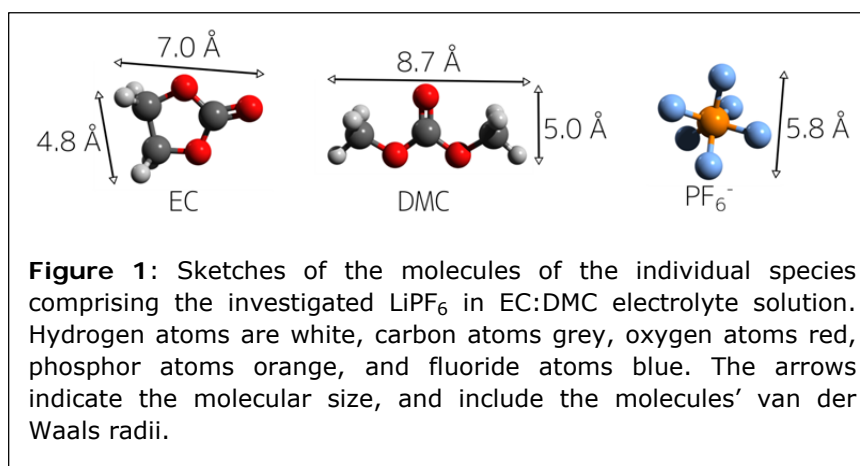 7.0 Å
8.7 Å
4.8 Å
5.0 Å
5.8 Å
EC
DMC
PF₆⁻
Figure 1: Sketches of the molecules of the individual species
comprising the investigated LiPF₆ in EC:DMC electrolyte solution.
Hydrogen atoms are white, carbon atoms grey, oxygen atoms red,
phosphor atoms orange, and fluoride atoms blue. The arrows
indicate the molecular size, and include the molecules’ van der
Waals radii.